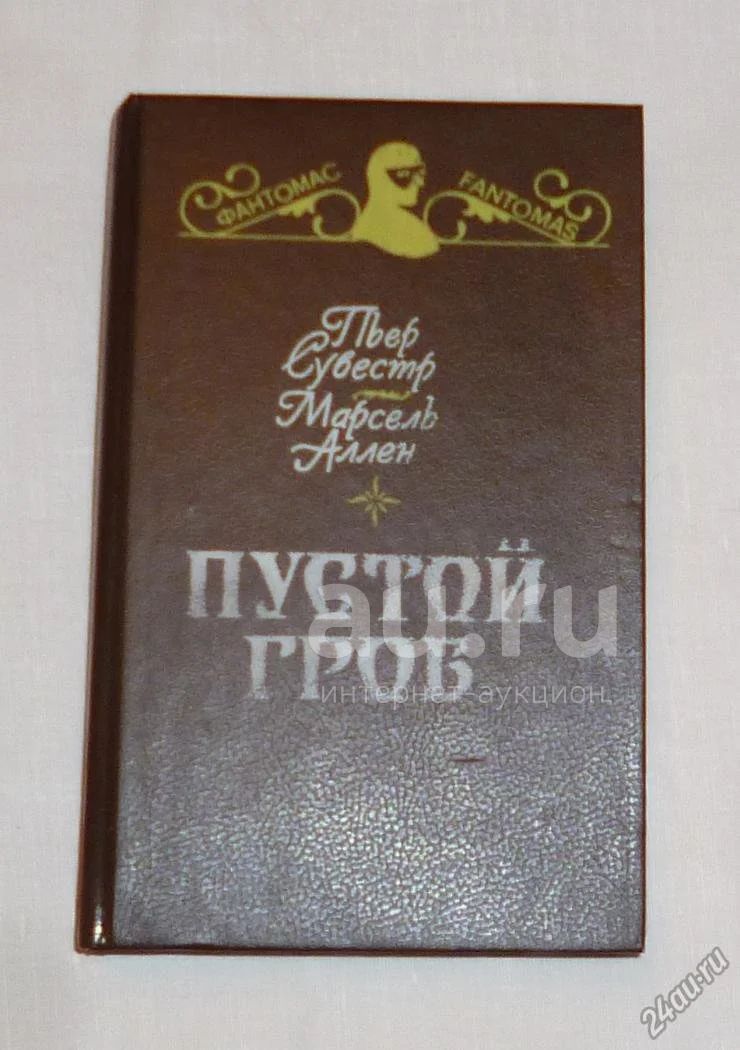 ФАНТОМАС FANTOMAS
Пьер
Сувестр
Марсель
Аллен
ПУСТОЙ
ГРОБ
au.ru
интернет-аукцион
24au.ru